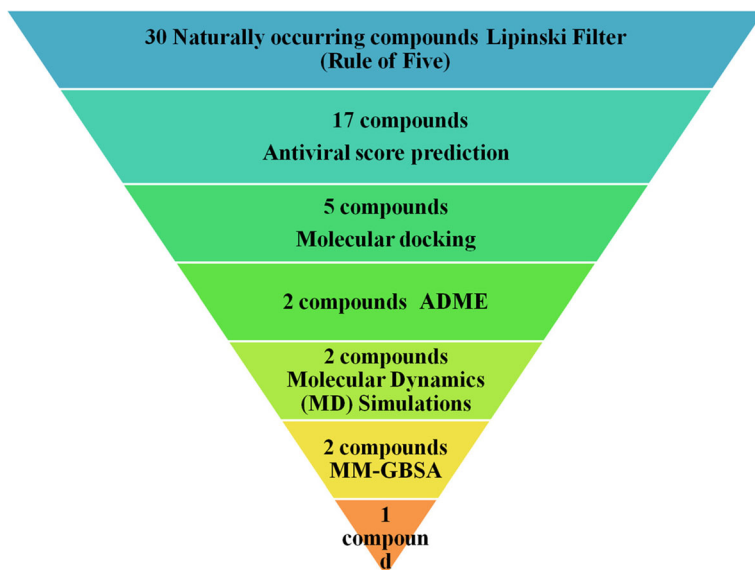 30 Naturally occurring compounds Lipinski Filter
(Rule of Five)
17 compounds
Antiviral score prediction
5 compounds
Molecular docking
2 compounds ADME
2 compounds
Molecular Dynamics
(MD) Simulations
2 compounds
MM-GBSA
1
compoun
d